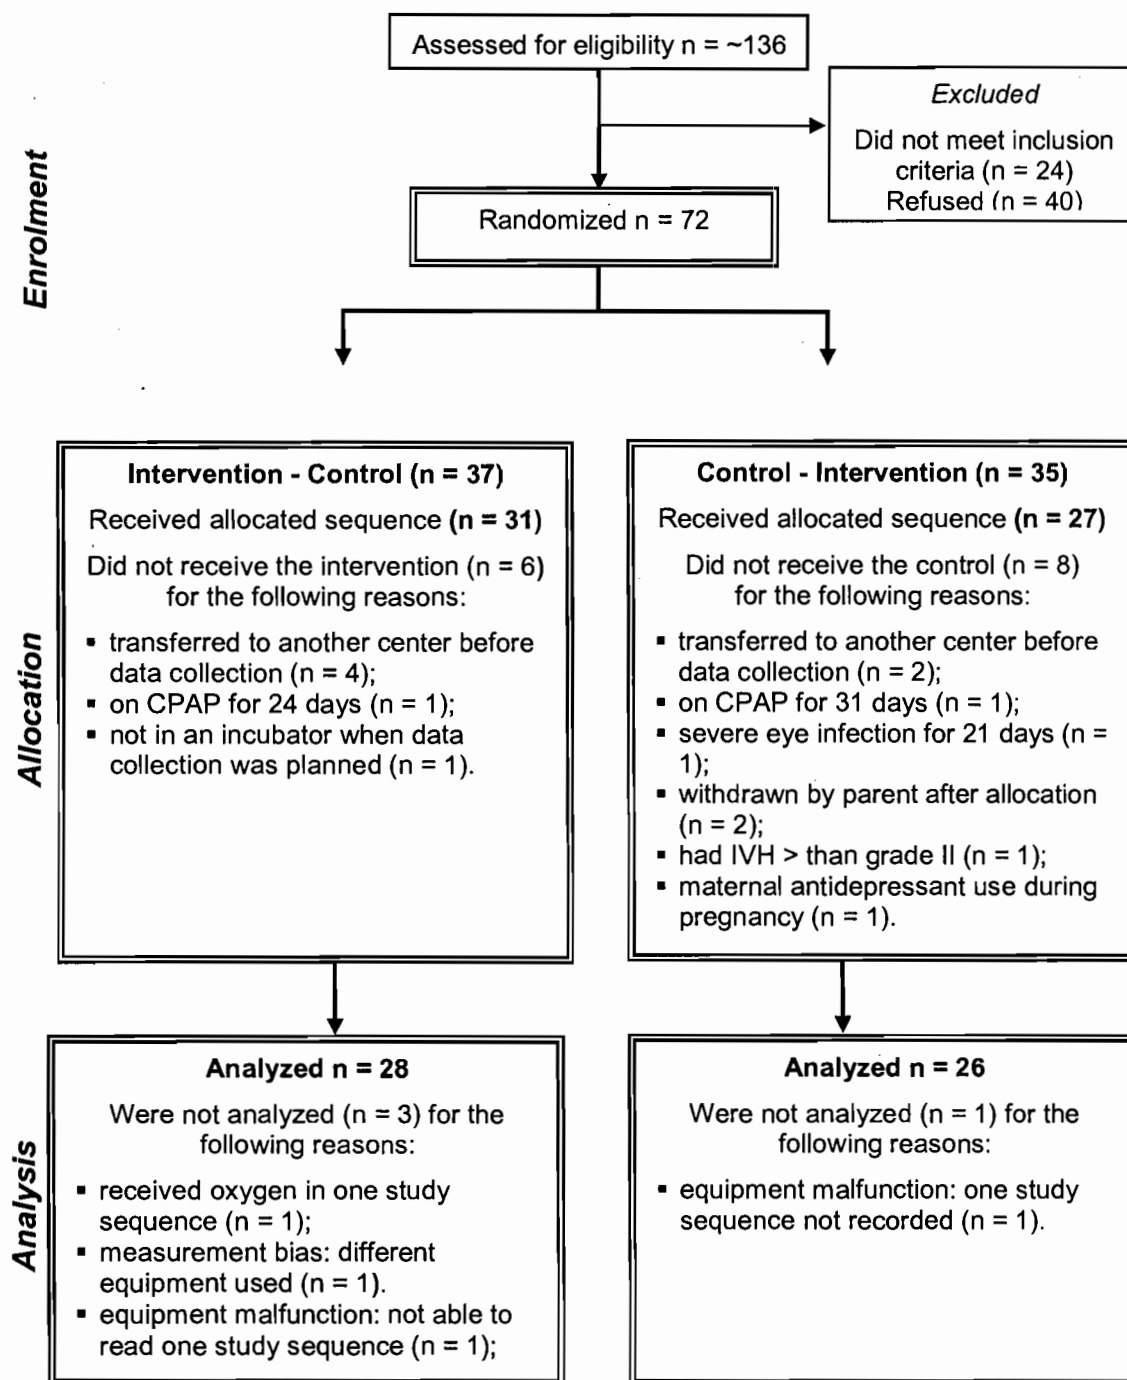 Assessed for eligibility n = ~136
Excluded
Did not meet inclusion
criteria (n = 24)
Refused (n = 40)
Enrolment
Randomized n = 72
Allocation
Intervention - Control (n = 37)
Received allocated sequence (n = 31)
Did not receive the intervention (n = 6)
for the following reasons:
▪ transferred to another center before
data collection (n = 4);
▪ on CPAP for 24 days (n = 1);
▪ not in an incubator when data
collection was planned (n = 1).
Control - Intervention (n = 35)
Received allocated sequence (n = 27)
Did not receive the control (n = 8)
for the following reasons:
▪ transferred to another center before
data collection (n = 2);
▪ on CPAP for 31 days (n = 1);
▪ severe eye infection for 21 days (n =
1);
▪ withdrawn by parent after allocation
(n = 2);
▪ had IVH > than grade II (n = 1);
▪ maternal antidepressant use during
pregnancy (n = 1).
Analysis
Analyzed n = 28
Were not analyzed (n = 3) for the
following reasons:
▪ received oxygen in one study
sequence (n = 1);
▪ measurement bias: different
equipment used (n = 1).
▪ equipment malfunction: not able to
read one study sequence (n = 1);
Analyzed n = 26
Were not analyzed (n = 1) for the
following reasons:
▪ equipment malfunction: one study
sequence not recorded (n = 1).